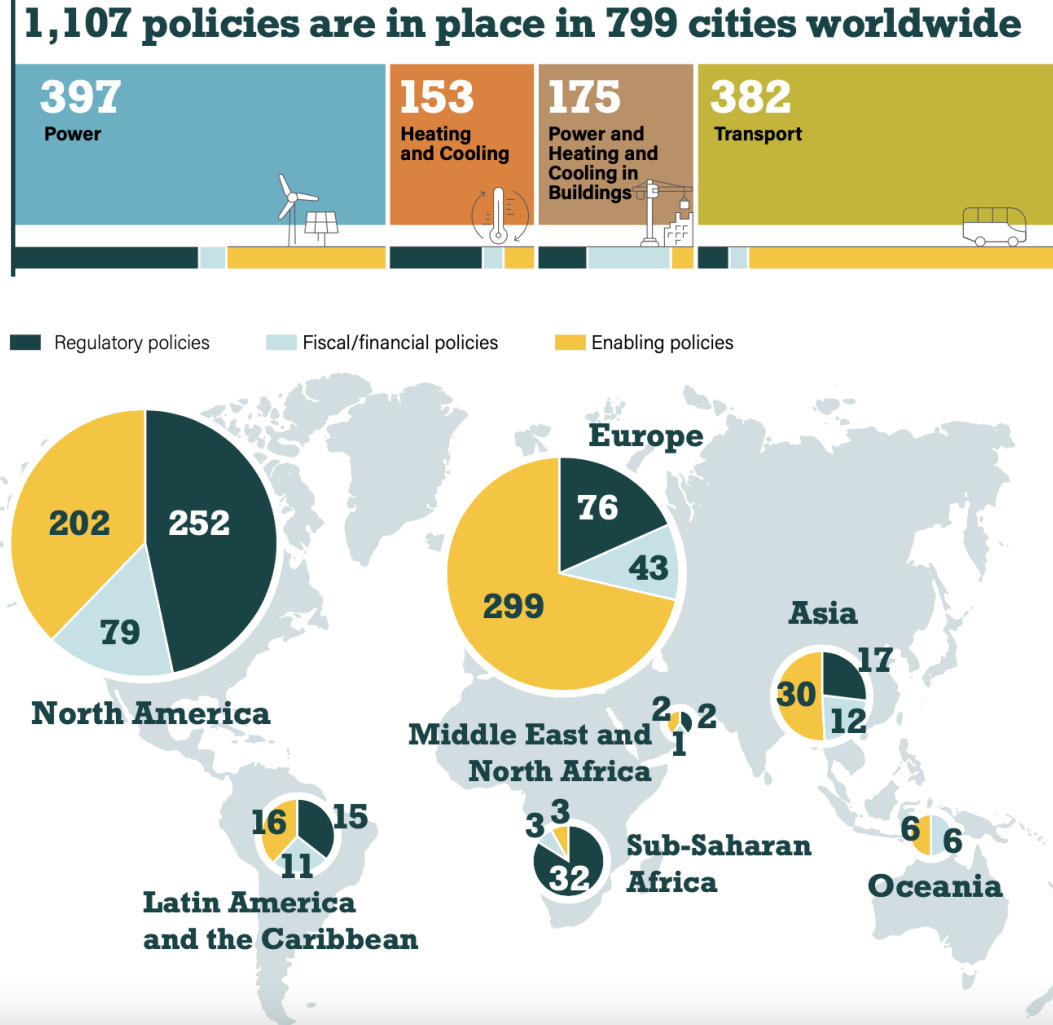 1,107 policies are in place in 799 cities worldwide
397
Power
153
Heating
and Cooling
175
Power and
Heating and
Cooling in
Buildings
382
Transport
Regulatory policies
Fiscal/financial policies
Enabling policies
202
252
79
North America
Europe
76
43
299
Asia
17
30
12
2
2
1
Middle East and
North Africa
16
15
11
Latin America
and the Caribbean
3
3
32
Sub-Saharan
Africa
6
6
Oceania